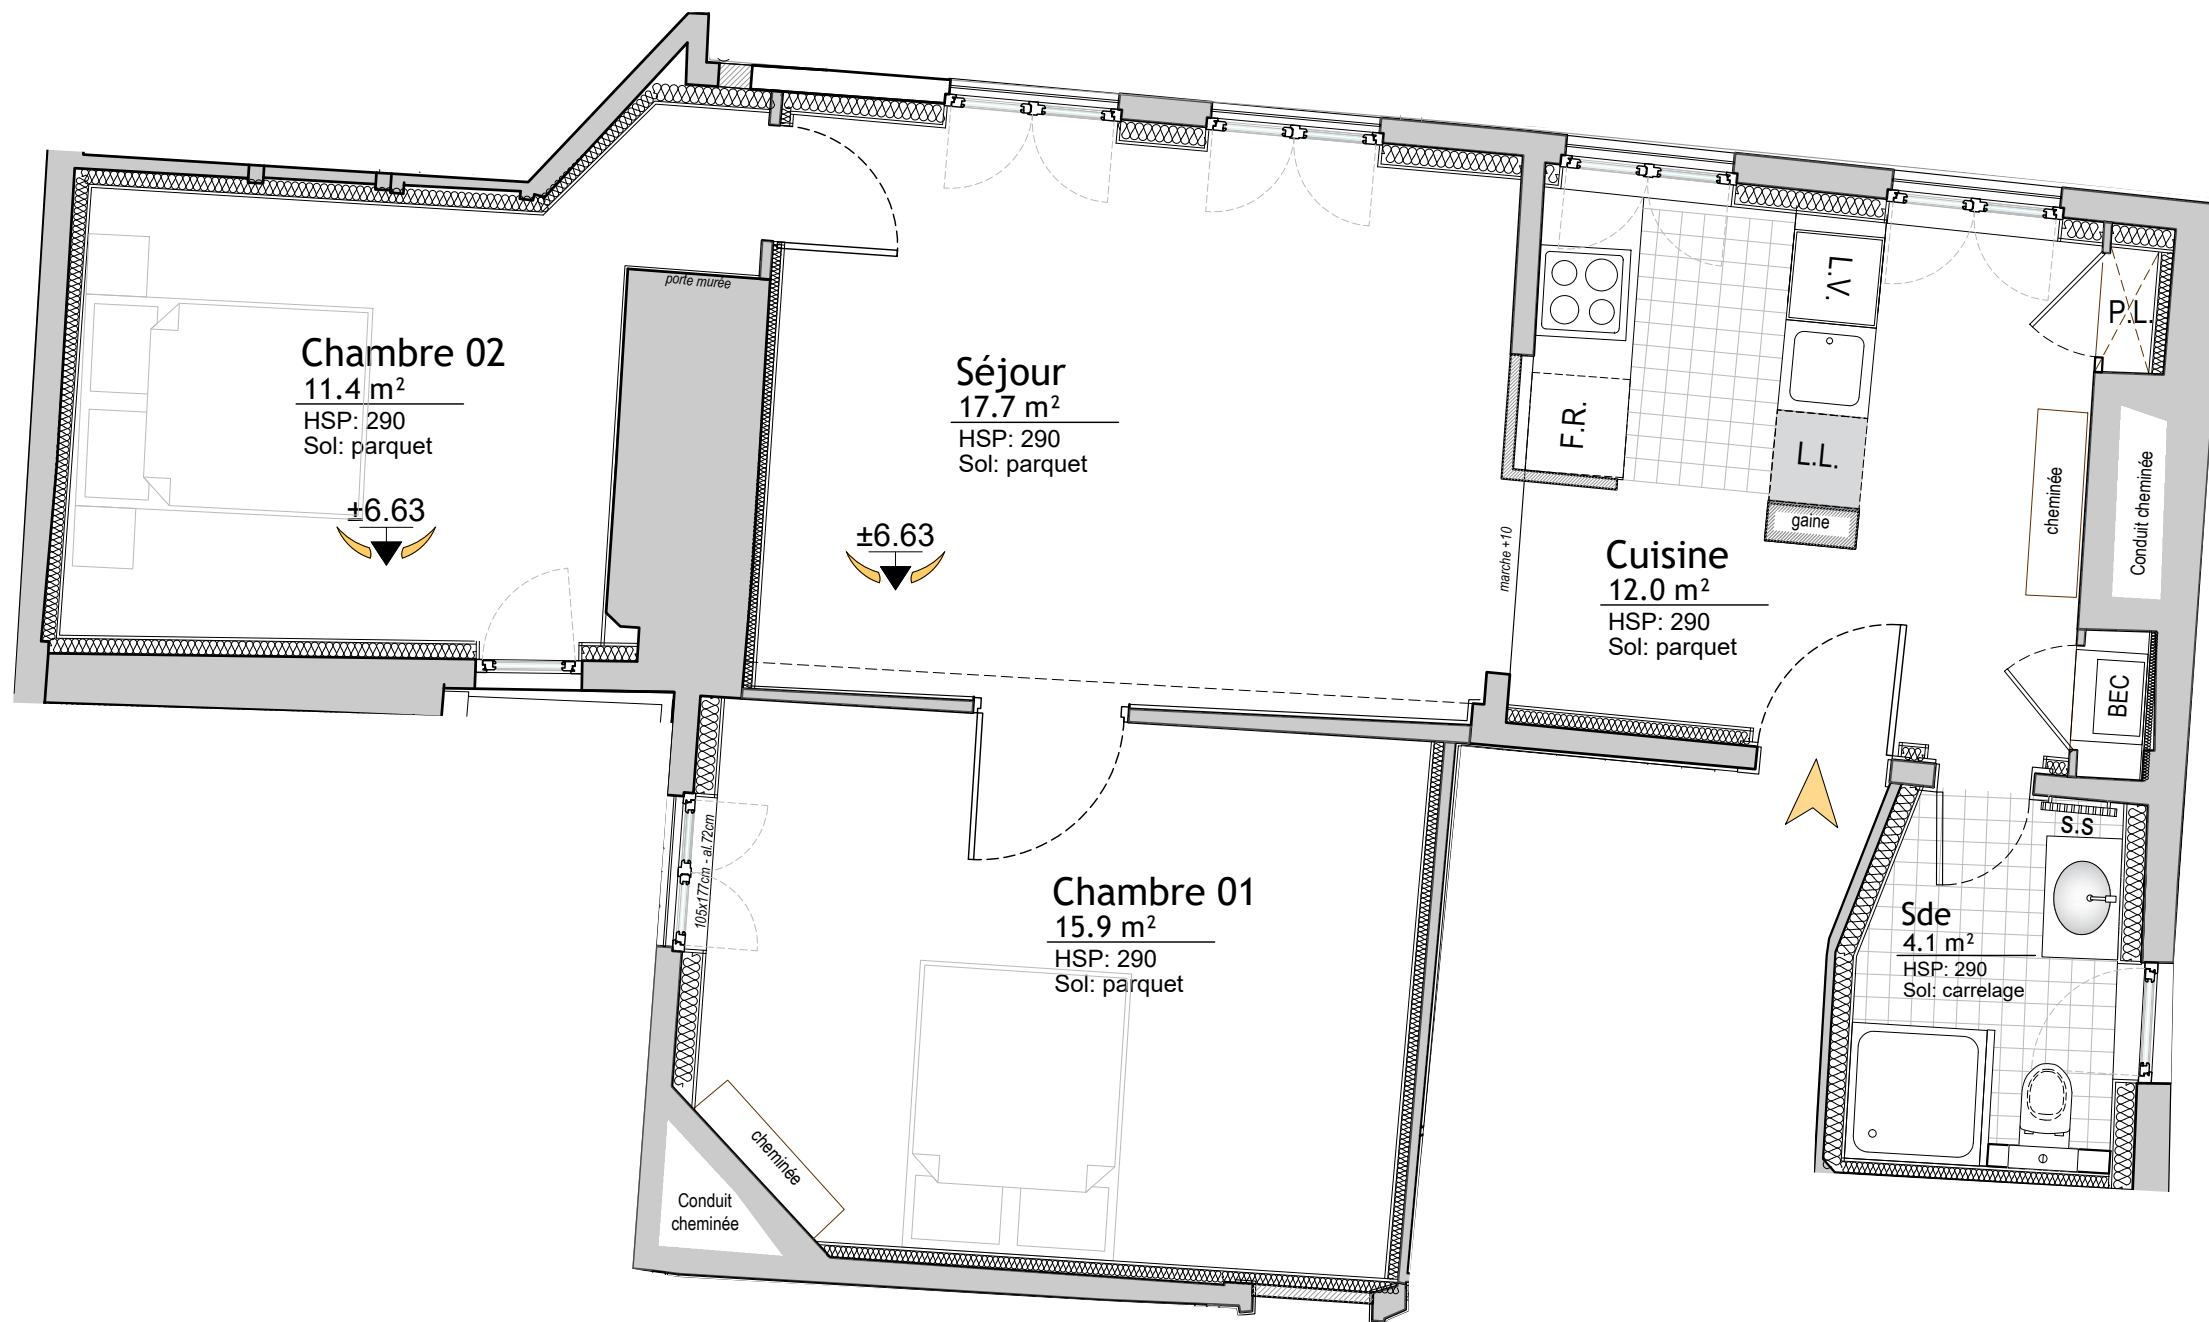 porte murée
Chambre 02
11.4 m²
HSP: 290
Sol: parquet
±6.63
Séjour
17.7 m²
HSP: 290
Sol: parquet
±6.63
marche +10
F.R.
L.V.
L.L.
gaine
P.L.
cheminée
Conduit cheminée
Cuisine
12.0 m²
HSP: 290
Sol: parquet
BEC
105x177cm - al.72cm
Chambre 01
15.9 m²
HSP: 290
Sol: parquet
cheminée
Conduit
cheminée
S.S
Sde
4.1 m²
HSP: 290
Sol: carrelage